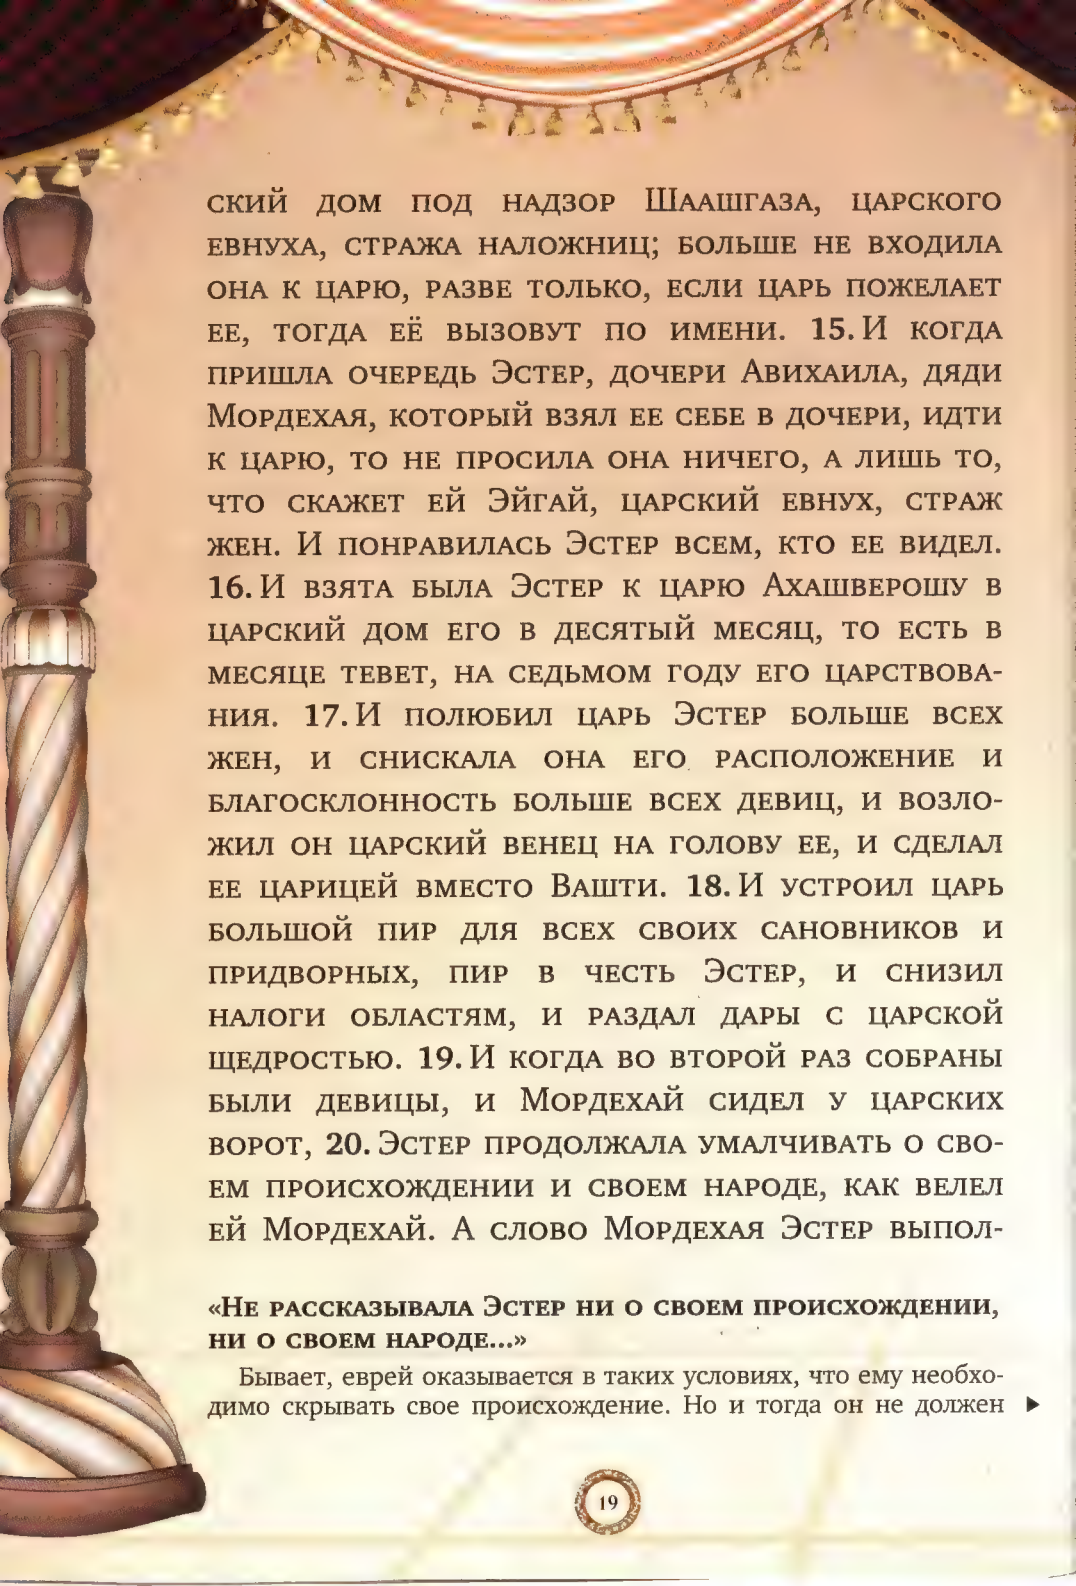 ский дом под надзор Шаашгаза, царского
евнуха, стража наложниц; больше не входила
она к царю, разве только, если царь пожелает
ее, тогда её вызовут по имени. 15. И когда
пришла очередь Эстер, дочери Авихаила, дяди
Мордехая, который взял ее себе в дочери, идти
к царю, то не просила она ничего, а лишь то,
что скажет ей Эйгай, царский евнух, страж
жен. И понравилась Эстер всем, кто ее видел.
16. И взята была Эстер к царю Ахашверошу в
царский дом его в десятый месяц, то есть в
месяце тевет, на седьмом году его царствова-
ния. 17. И полюбил царь Эстер больше всех
жен, и снискала она его расположение и
благосклонность больше всех девиц, и возло-
жил он царский венец на голову ее, и сделал
ее царицей вместо Вашти. 18. И устроил царь
большой пир для всех своих сановников и
придворных, пир в честь Эстер, и снизил
налоги областям, и раздал дары с царской
щедростью. 19. И когда во второй раз собраны
были девицы, и Мордехай сидел у царских
ворот, 20. Эстер продолжала умалчивать о сво-
ем происхождении и своем народе, как велел
ей Мордехай. А слово Мордехая Эстер выпол-
«Не рассказывала Эстер ни о своем происхождении,
ни о своем народе...»
Бывает, еврей оказывается в таких условиях, что ему необхо-
димо скрывать свое происхождение. Но и тогда он не должен ▶
19